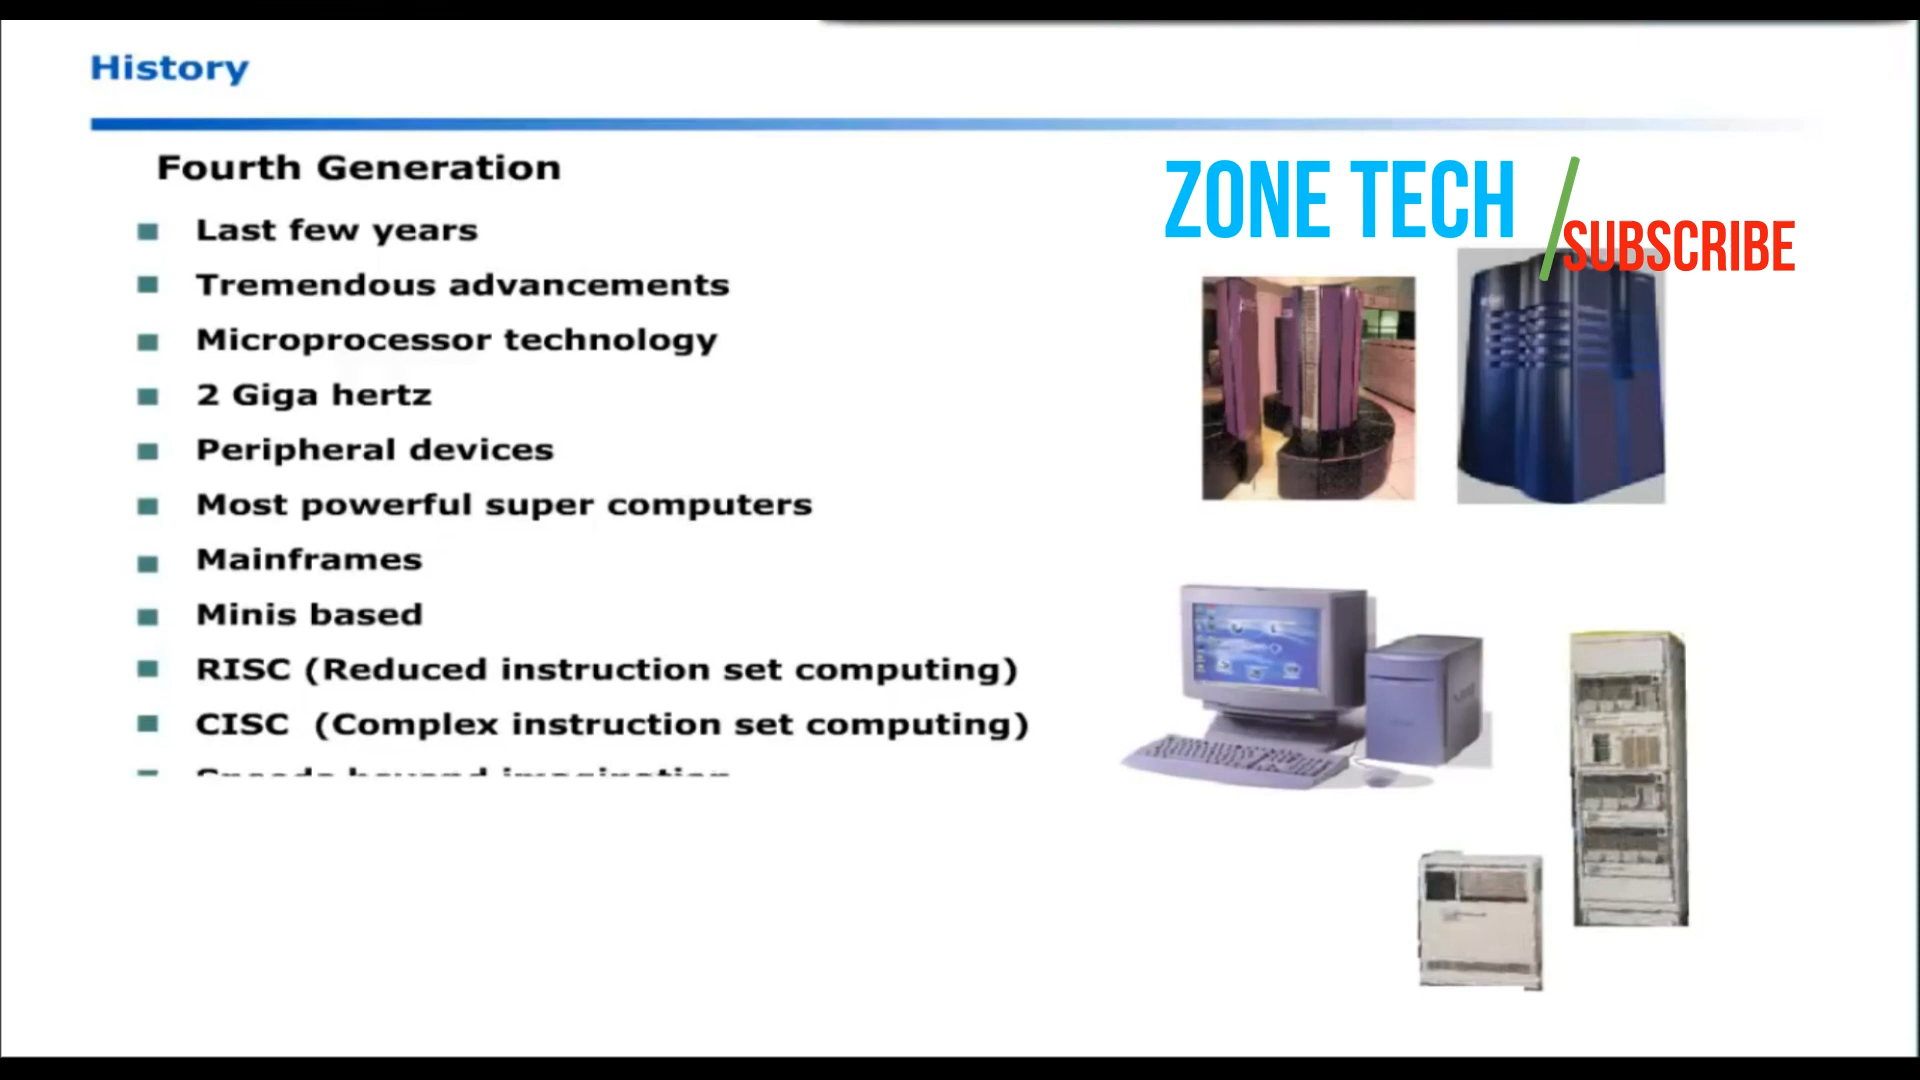 History
Fourth Generation
ZONE TECH
SUBSCRIBE
Last few years
Tremendous advancements
Microprocessor technology
2 Giga hertz
Peripheral devices
Most powerful super computers
Mainframes
Minis based
RISC (Reduced instruction set computing)
CISC (Complex instruction set computing)